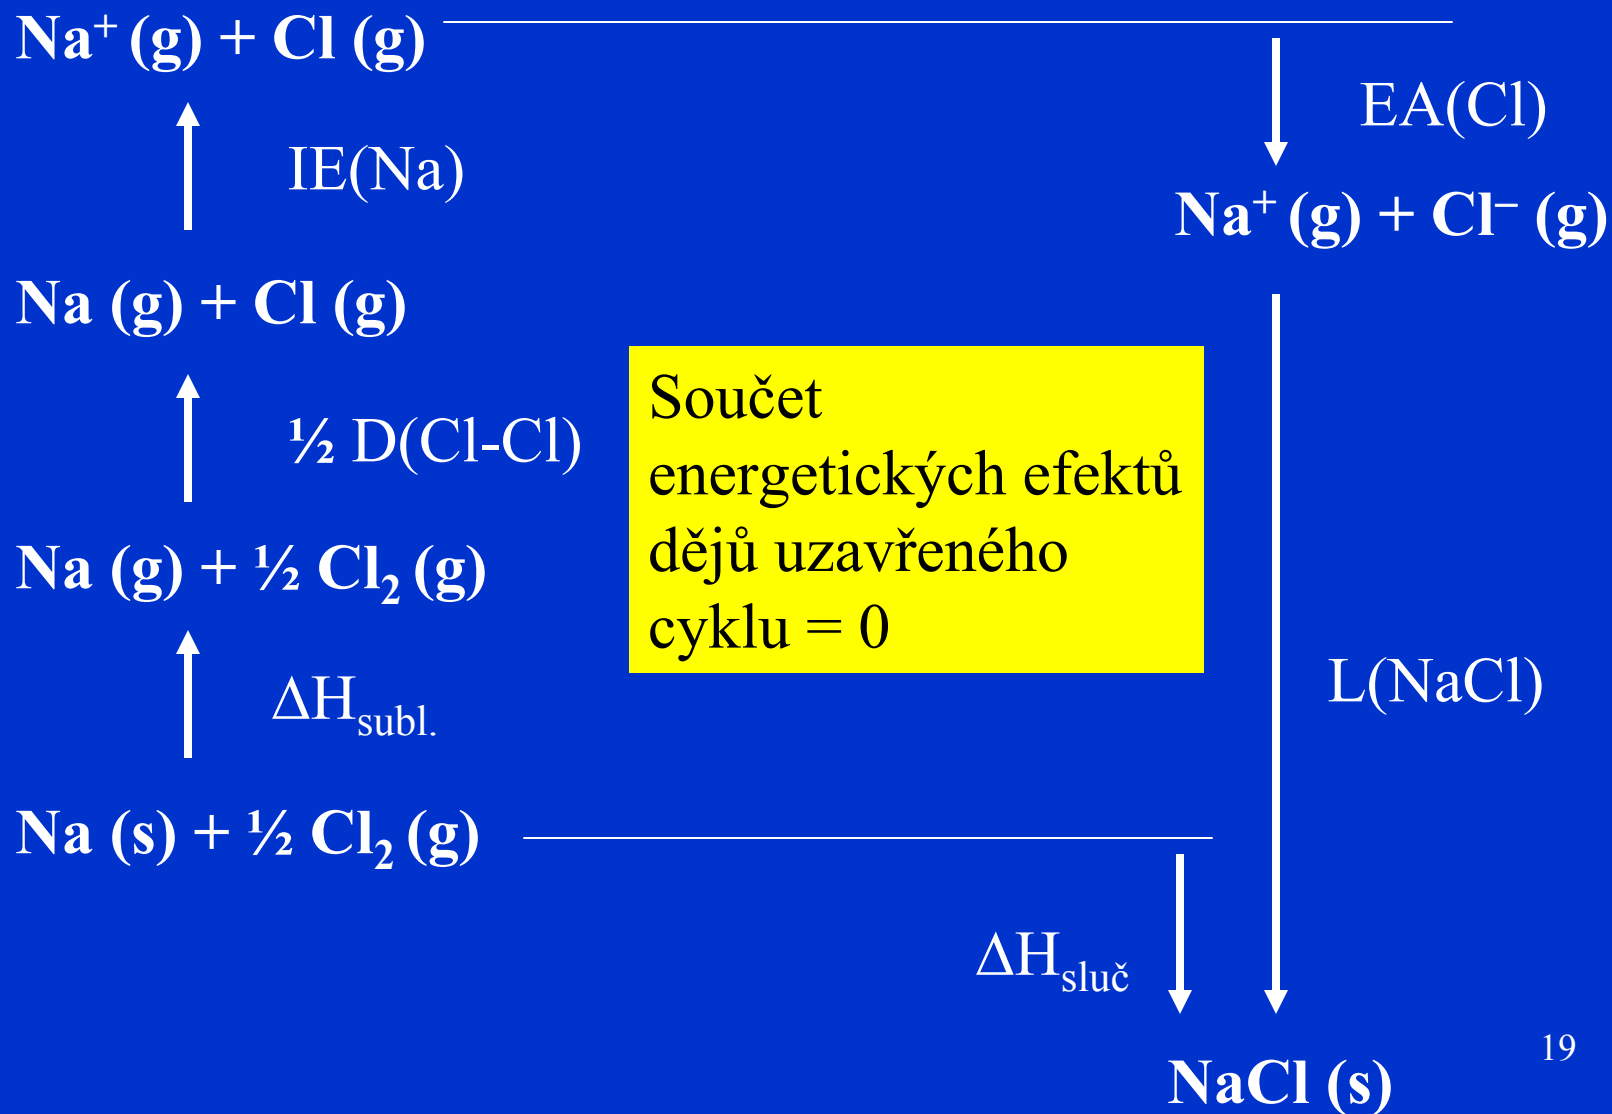 Na⁺ (g) + Cl (g)
EA(Cl)
IE(Na)
Na⁺ (g) + Cl⁻ (g)
Na (g) + Cl (g)
½ D(Cl-Cl)
Součet
energetických efektů
dějů uzavřeného
cyklu = 0
Na (g) + ½ Cl₂ (g)
ΔHsubl.
L(NaCl)
Na (s) + ½ Cl₂ (g)
ΔHsluč
19
NaCl (s)